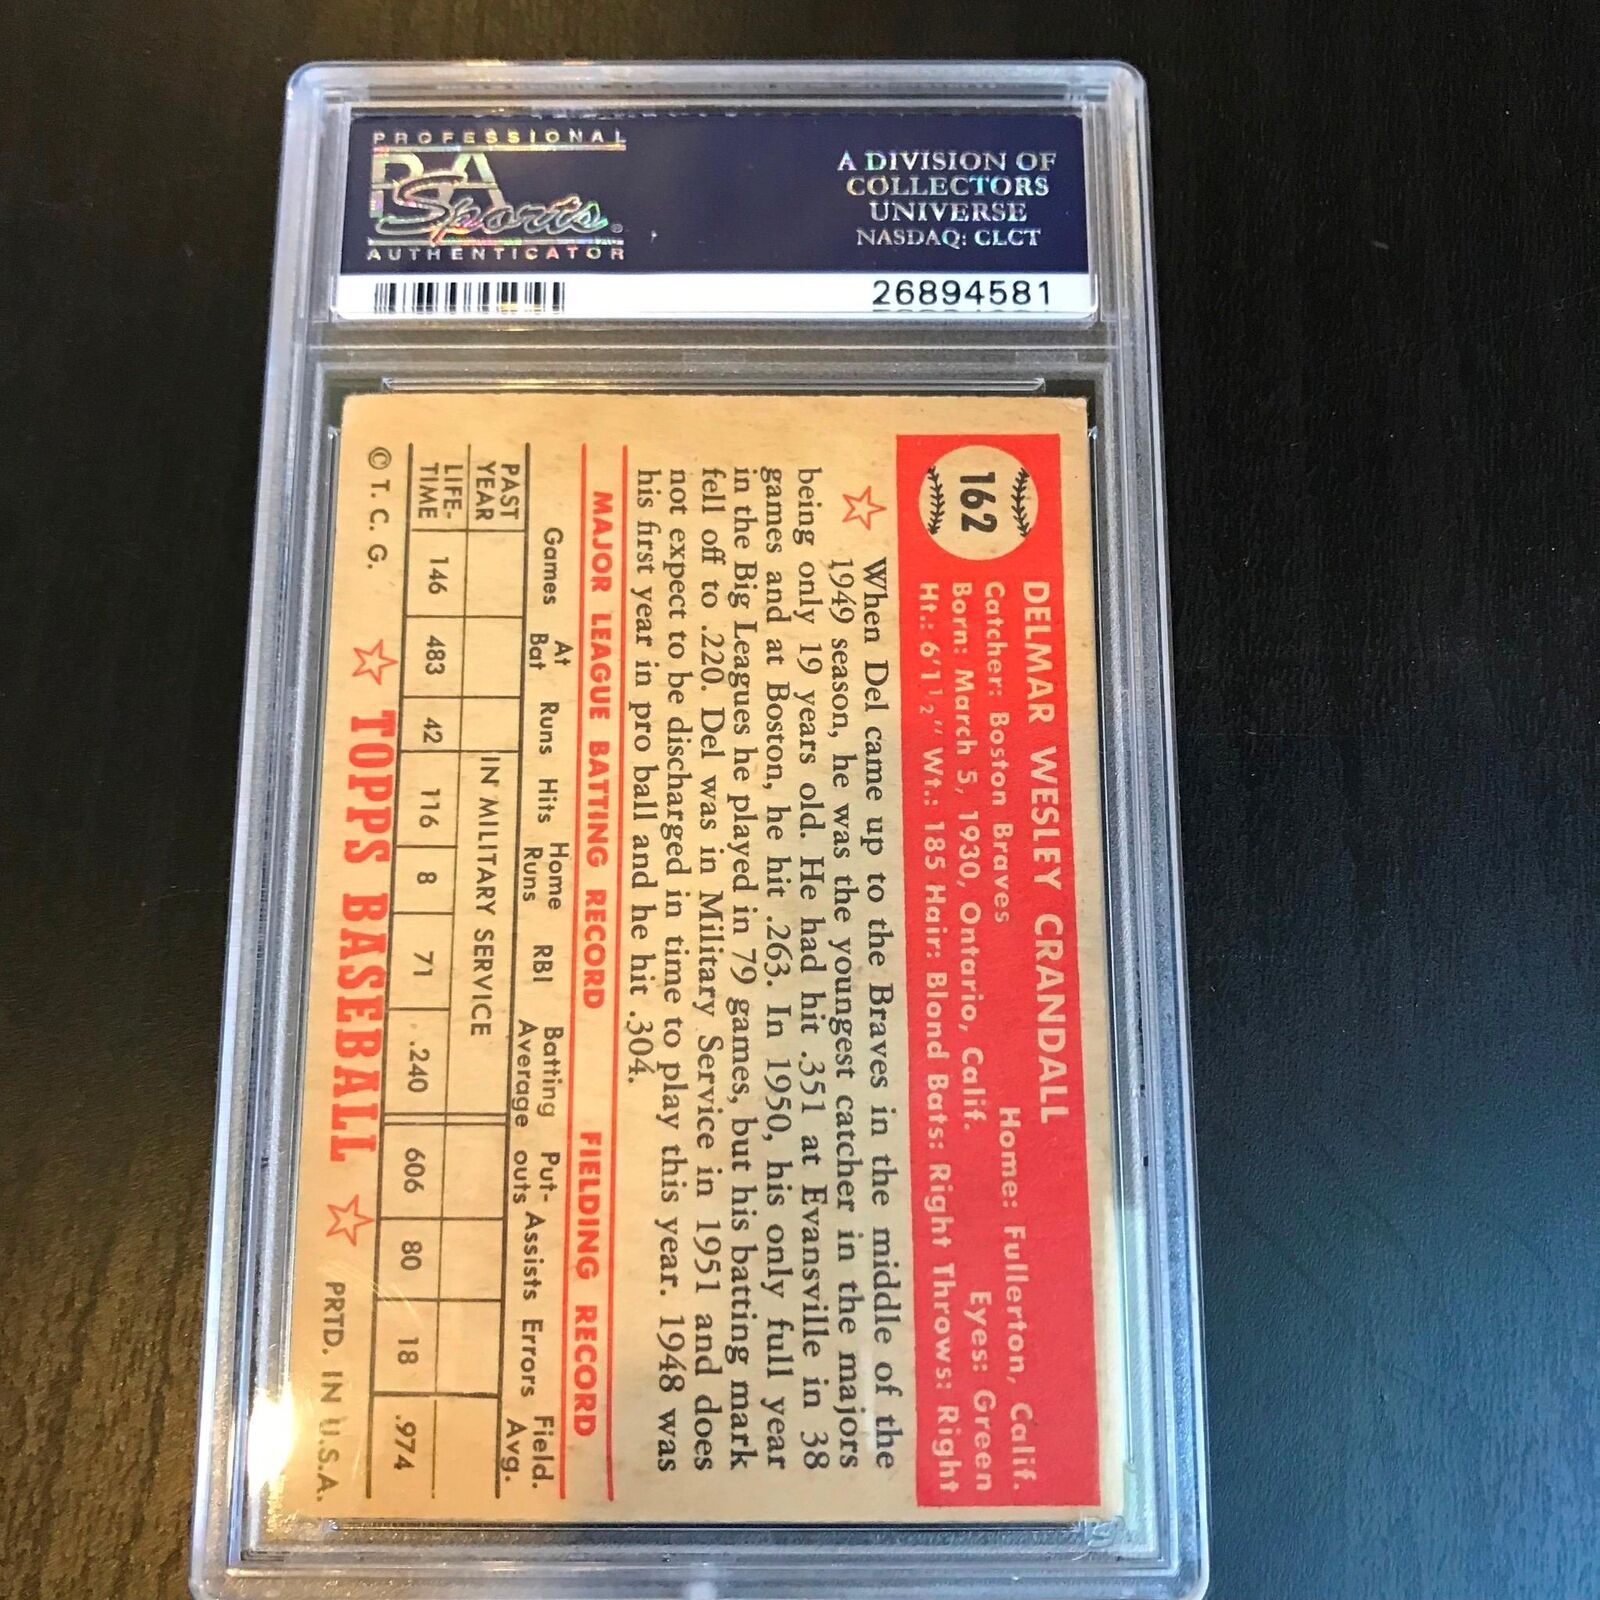 PROFESSIONAL
PSA
Sports
AUTHENTICATOR
A DIVISION OF
COLLECTORS
UNIVERSE
NASDAQ: CLCT
26894581
162
DELMAR WESLEY CRANDALL
Catcher: Boston Braves Home: Fullerton, Calif.
Born: March 5, 1930, Ontario, Calif. Eyes: Green
Ht.: 6'1½" Wt.: 185 Hair: Blond Bats: Right Throws: Right
When Del came up to the Braves in the middle of the
1949 season, he was the youngest catcher in the majors
being only 19 years old. He had hit .351 at Evansville in 38
games and at Boston, he hit .263. In 1950, his only full year
in the Big Leagues he played in 79 games, but his batting mark
fell off to .220. Del was in Military Service in 1951 and does
not expect to be discharged in time to play this year. 1948 was
his first year in pro ball and he hit .304.
MAJOR LEAGUE BATTING RECORD FIELDING RECORD
Games At Bat Runs Hits Home Runs RBI Batting Average Put-outs Assists Errors Field. Avg.
PAST YEAR IN MILITARY SERVICE
LIFE-TIME 146 483 42 116 8 71 .240 606 80 18 .974
© T. C. G. TOPPS BASEBALL PRTD. IN U.S.A.